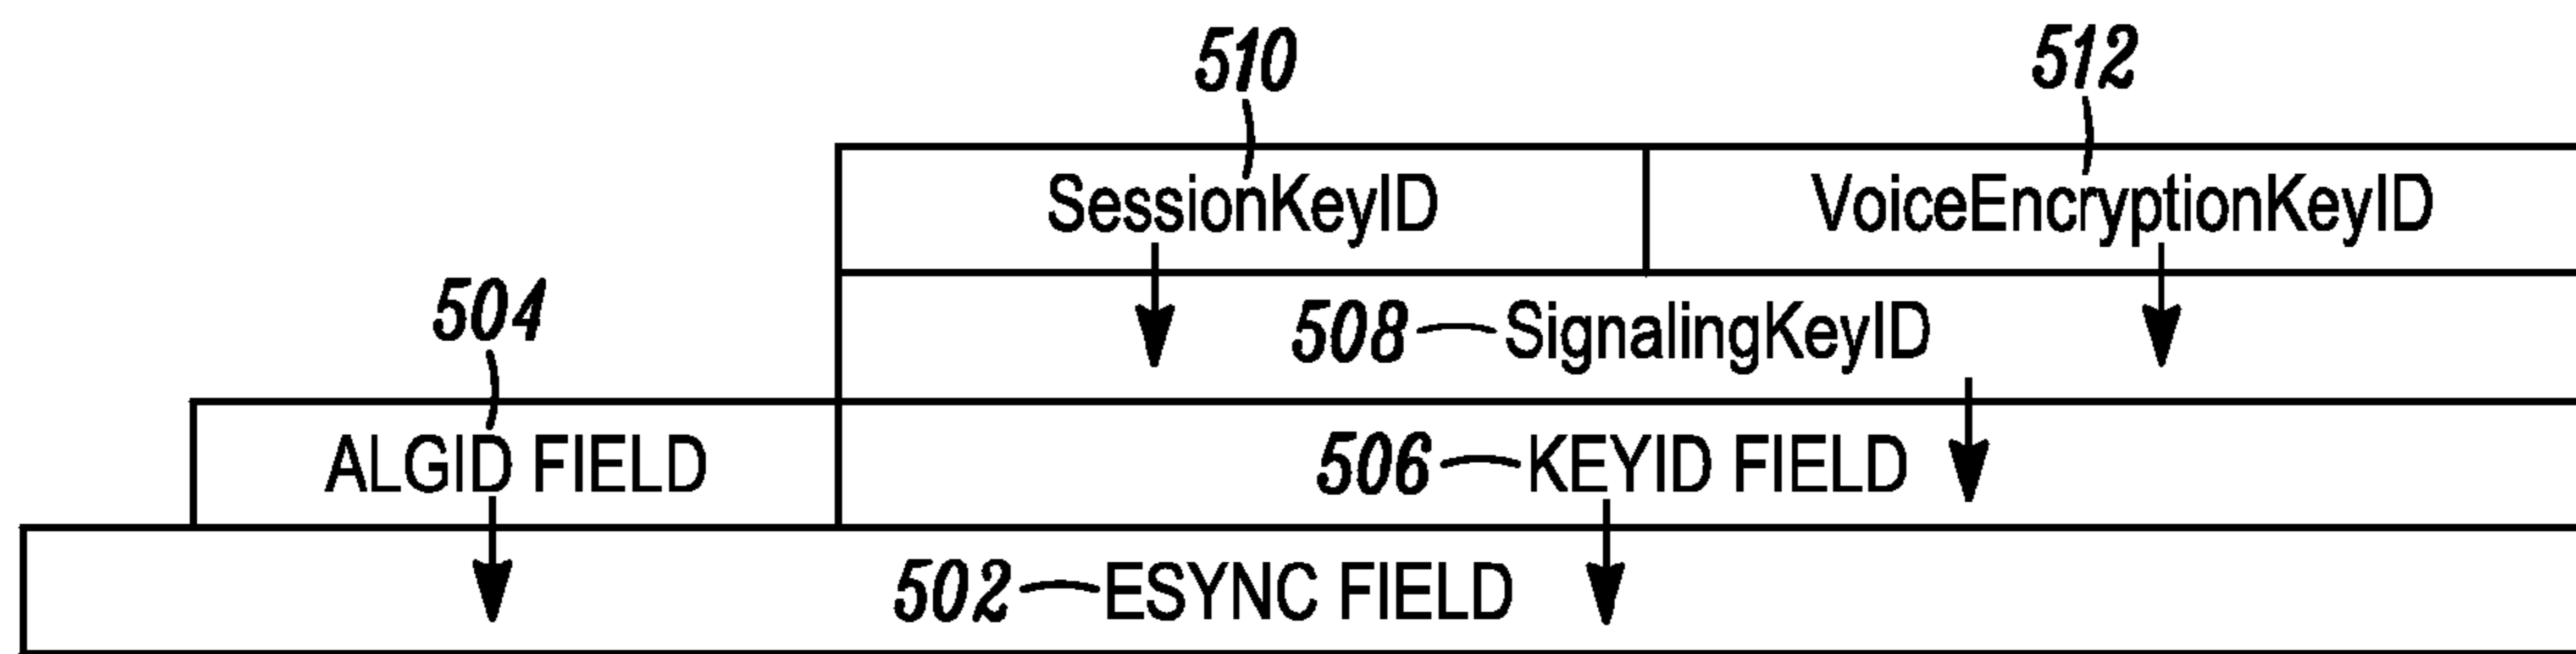 510 512
SessionKeyID VoiceEncryptionKeyID
504 508 SignalingKeyID
ALGID FIELD 506 KEYID FIELD
502 ESYNC FIELD